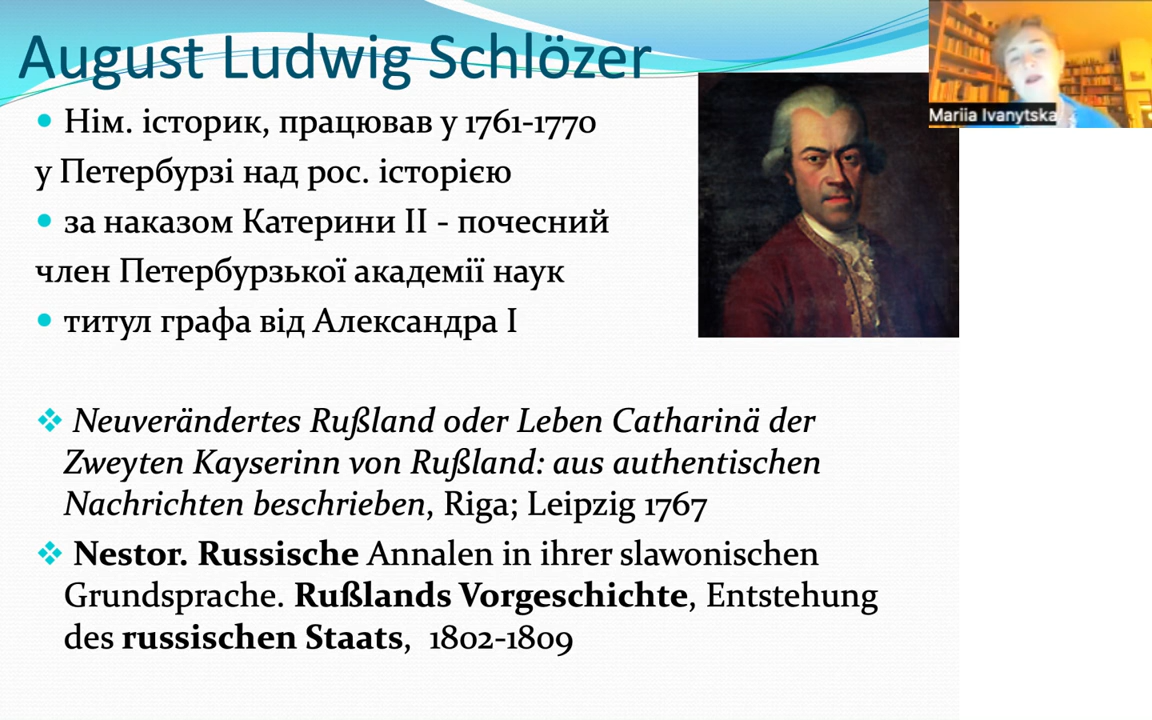 August Ludwig Schlözer
Mariia Ivanytska
• Нім. історик, працював у 1761-1770
у Петербурзі над рос. історією
• за наказом Катерини ІІ - почесний
член Петербурзької академії наук
• титул графа від Александра І
❖ Neuverändertes Rußland oder Leben Catharinä der
Zweyten Kayserinn von Rußland: aus authentischen
Nachrichten beschrieben, Riga; Leipzig 1767
❖ Nestor. Russische Annalen in ihrer slawonischen
Grundsprache. Rußlands Vorgeschichte, Entstehung
des russischen Staats, 1802-1809